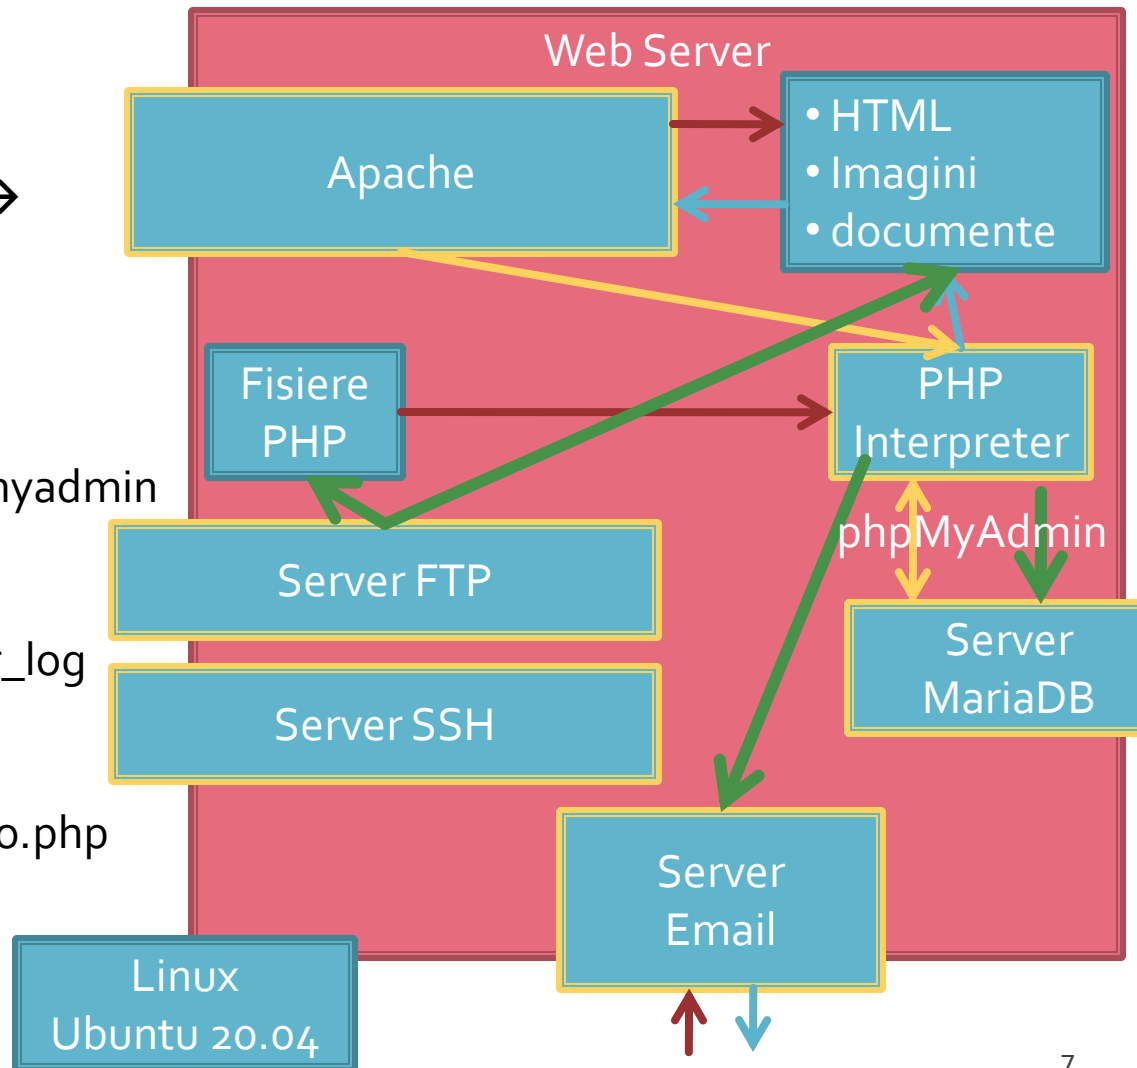 Web Server
Apache
• HTML
• Imagini
• documente
→
Fisiere
PHP
PHP
Interpreter
nyadmin
phpMyAdmin
Server FTP
Server
MariaDB
_log
Server SSH
o.php
Server
Email
Linux
Ubuntu 20.04
7